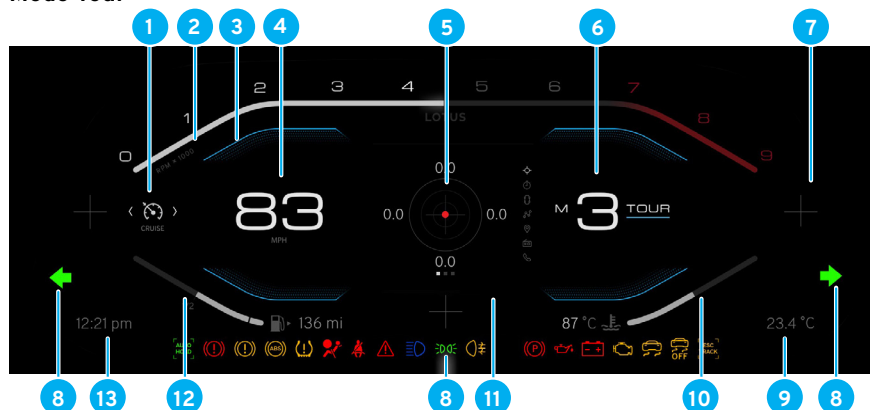 Mode Tour
1 2 3 4 5 6 7
0 1 2 3 4 5 6 7 8 9
RPM × 1000
LOTUS
0.0
0.0 0.0
0.0
CRUISE
83
MPH
M 3 TOUR
12:21 pm
136 mi
87 °C
23.4 °C
AUTO HOLD
(ABS)
(P)
OFF
ESC
8 13 12 8 11 10 9 8